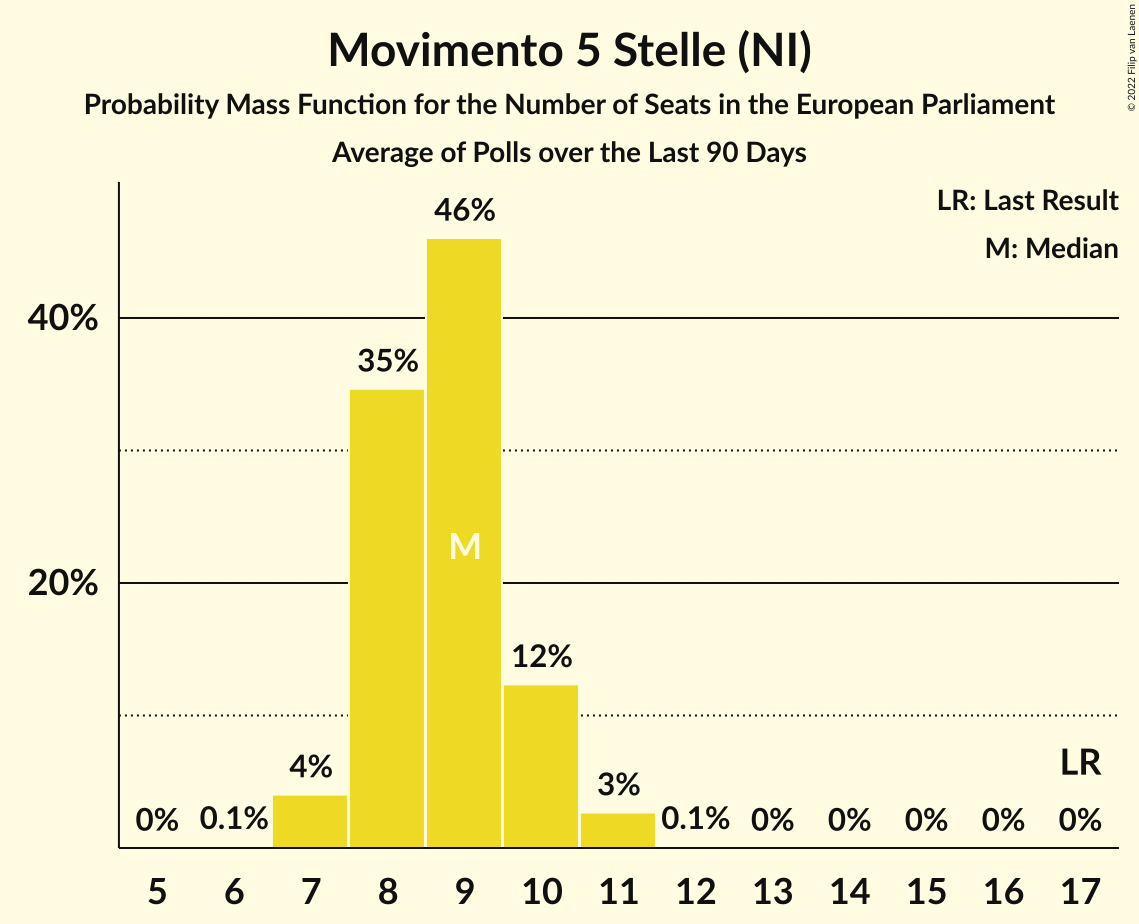 Movimento 5 Stelle (NI)
Probability Mass Function for the Number of Seats in the European Parliament
Average of Polls over the Last 90 Days
© 2022 Filip van Laenen
LR: Last Result
M: Median
46%
40%
35%
M
20%
12%
4%
3%
LR
0% 0.1% 0.1% 0% 0% 0% 0% 0%
5 6 7 8 9 10 11 12 13 14 15 16 17